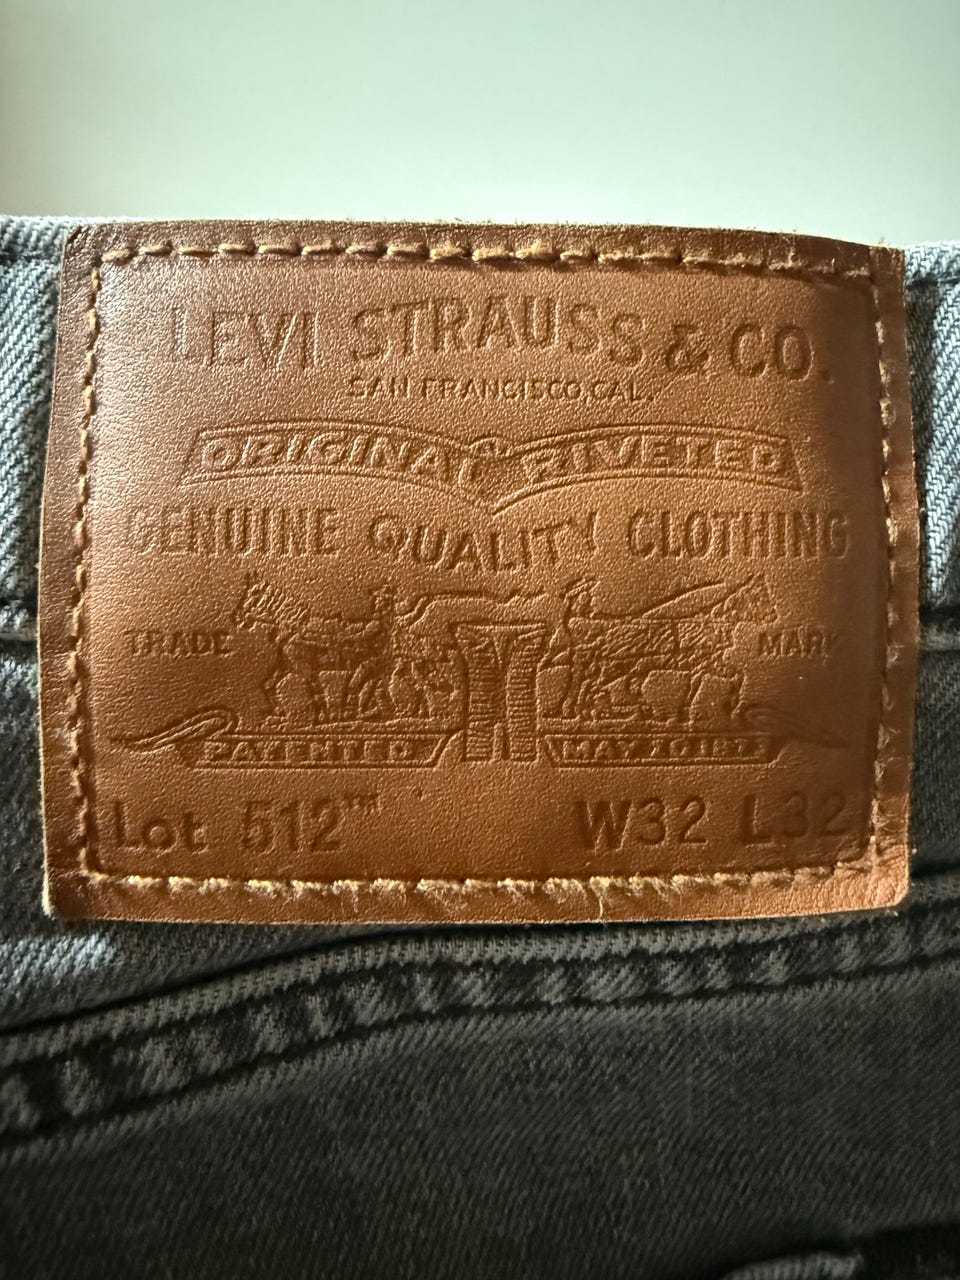 LEVI STRAUSS & CO.
SAN FRANCISCO, CAL.
ORIGINAL RIVETED
GENUINE QUALITY CLOTHING
TRADE MARK
PATENTED MAY 20 1873
Lot 512™ W32 L32